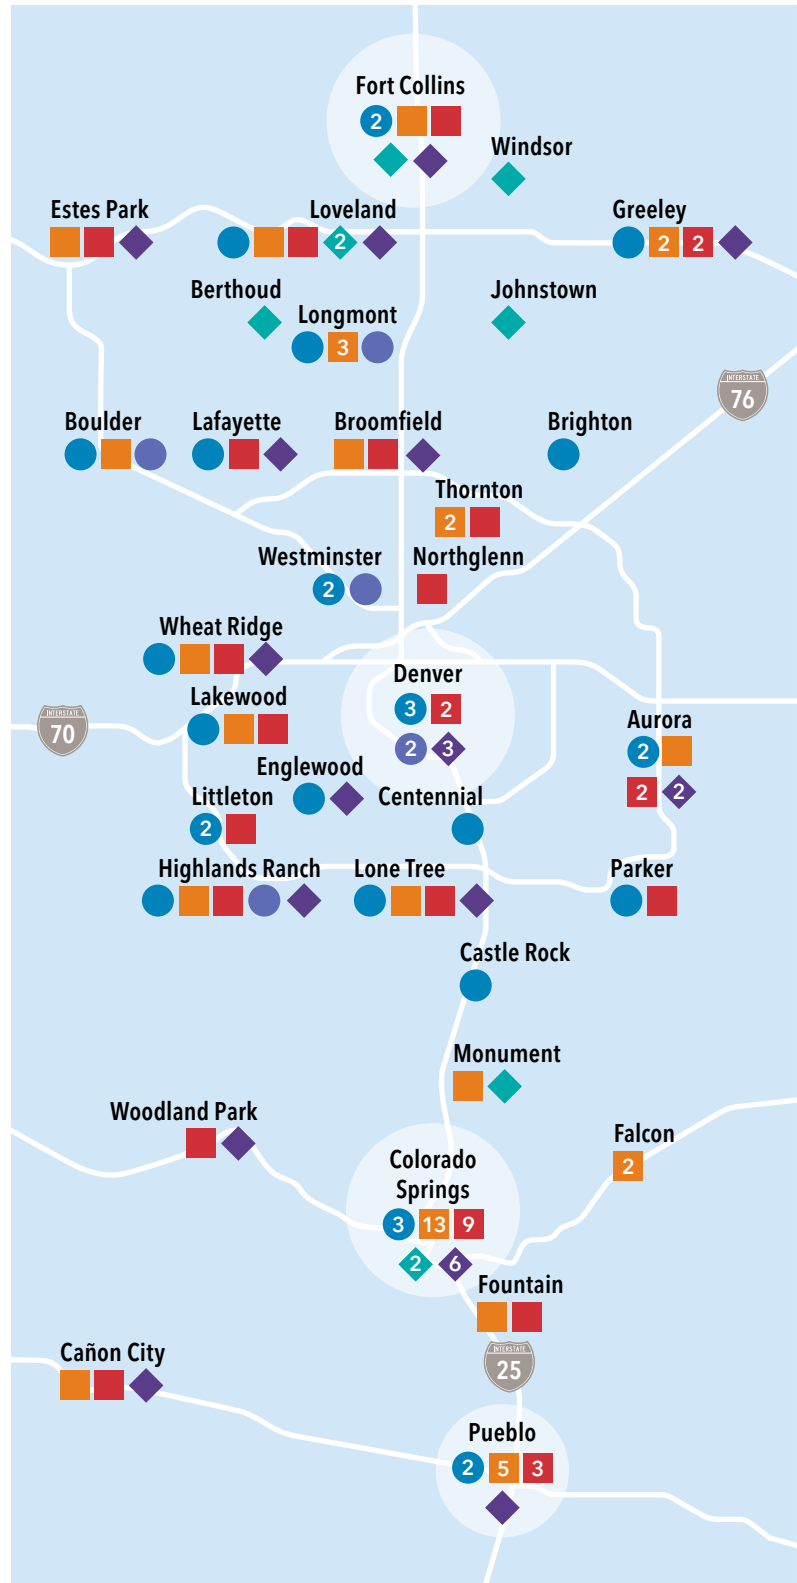 Fort Collins
2
Windsor
Estes Park
Loveland
Greeley
2
2 2
Berthoud
Johnstown
Longmont
3
INTERSTATE
76
Boulder
Lafayette
Broomfield
Brighton
Thornton
2
Westminster
Northglenn
2
Wheat Ridge
Denver
Lakewood
3 2
INTERSTATE
70
Aurora
2 3
2
Englewood
Littleton
Centennial
2 2
2
Highlands Ranch
Lone Tree
Parker
Castle Rock
Monument
Woodland Park
Falcon
2
Colorado
Springs
3 13 9
2 6
Fountain
Cañon City
INTERSTATE
25
Pueblo
2 5 3